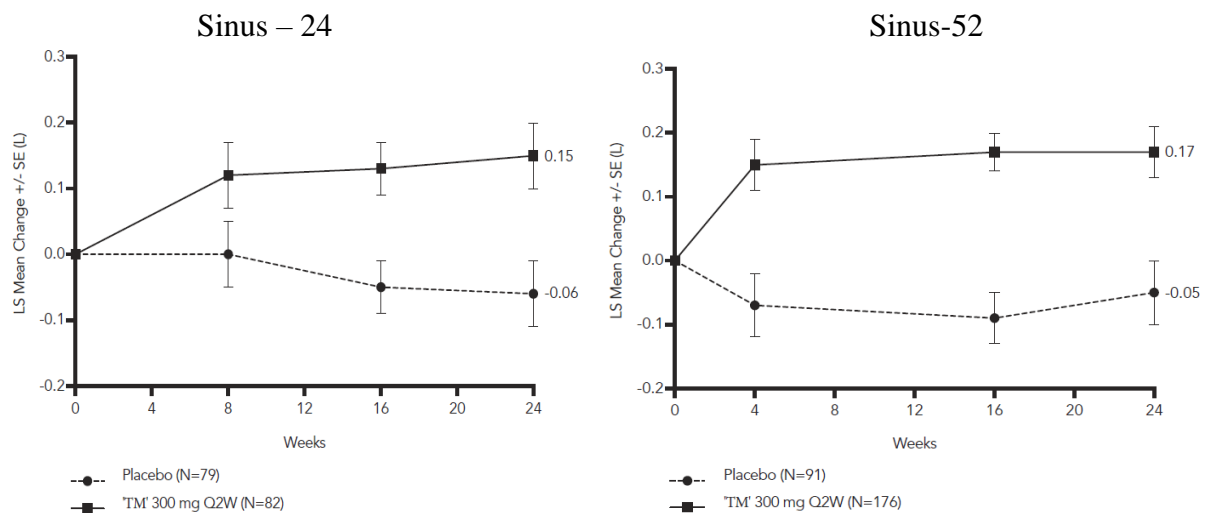 Sinus – 24
0.3
0.2
0.1
0.0
-0.1
-0.2
LS Mean Change +/- SE (L)
0.15
-0.06
0 4 8 12 16 20 24
Weeks
Placebo (N=79)
'TM' 300 mg Q2W (N=82)
Sinus-52
0.3
0.2
0.1
0.0
-0.1
-0.2
LS Mean Change +/- SE (L)
0.17
-0.05
0 4 8 12 16 20 24
Weeks
Placebo (N=91)
'TM' 300 mg Q2W (N=176)